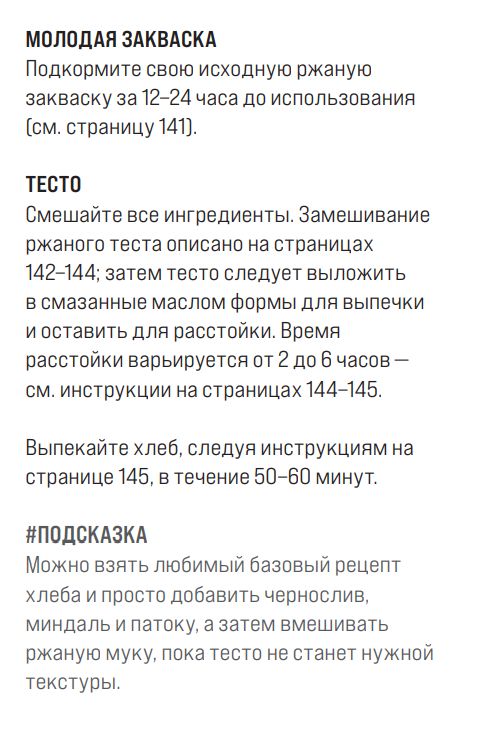 МОЛОДАЯ ЗАКВАСКА
Подкормите свою исходную ржаную
закваску за 12–24 часа до использования
(см. страницу 141).
ТЕСТО
Смешайте все ингредиенты. Замешивание
ржаного теста описано на страницах
142–144; затем тесто следует выложить
в смазанные маслом формы для выпечки
и оставить для расстойки. Время
расстойки варьируется от 2 до 6 часов —
см. инструкции на страницах 144–145.
Выпекайте хлеб, следуя инструкциям на
странице 145, в течение 50–60 минут.
#ПОДСКАЗКА
Можно взять любимый базовый рецепт
хлеба и просто добавить чернослив,
миндаль и патоку, а затем вмешивать
ржаную муку, пока тесто не станет нужной
текстуры.